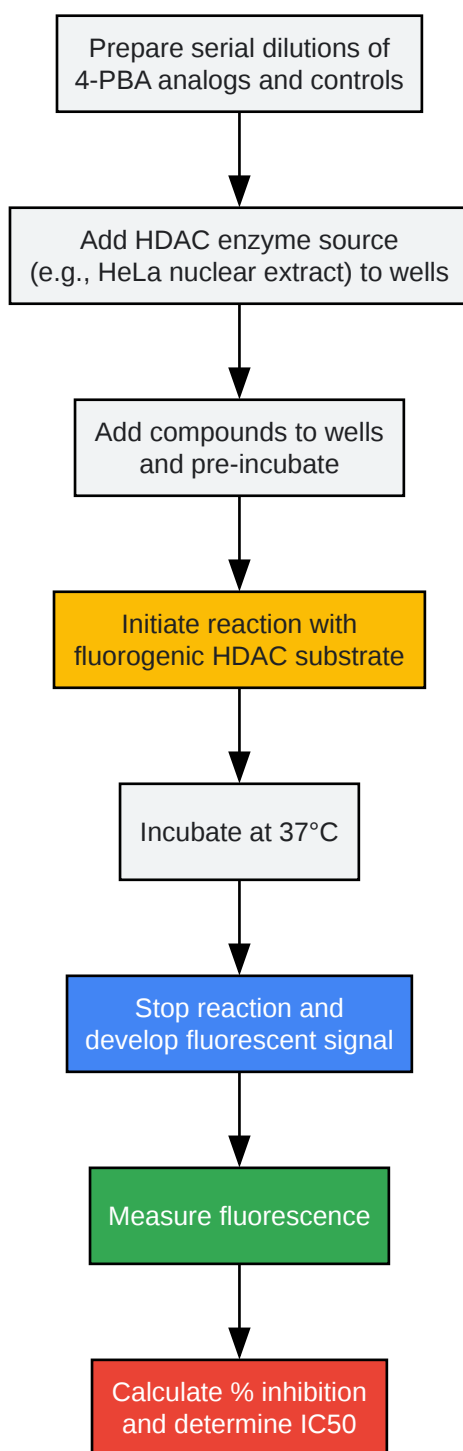 Prepare serial dilutions of
4-PBA analogs and controls
Add HDAC enzyme source
(e.g., HeLa nuclear extract) to wells
Add compounds to wells
and pre-incubate
Initiate reaction with
fluorogenic HDAC substrate
Incubate at 37°C
Stop reaction and
develop fluorescent signal
Measure fluorescence
Calculate % inhibition
and determine IC50